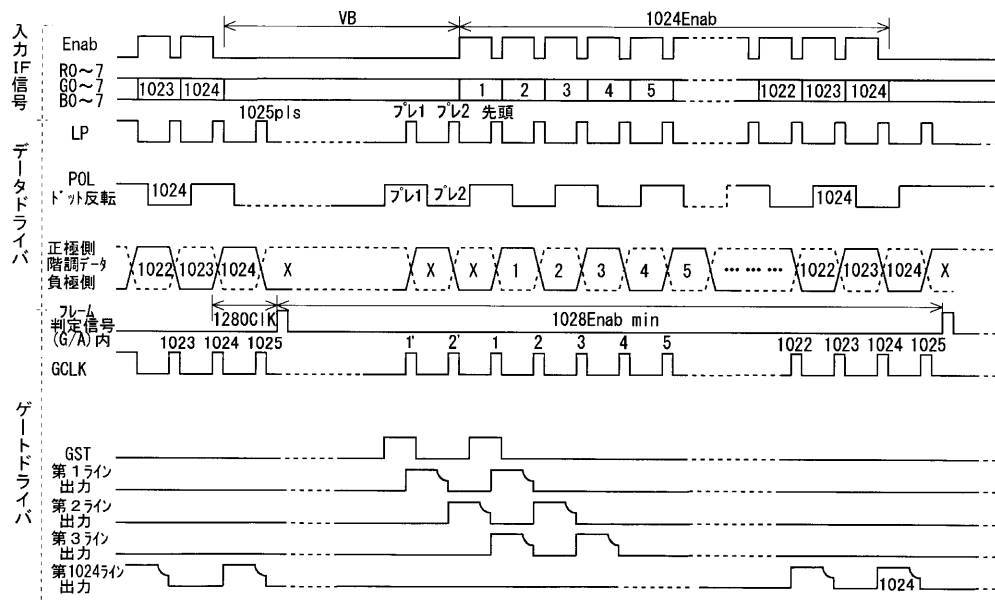 入力IF信号
VB
1024Enab
Enab
R0～7
G0～7
B0～7
1023 1024
1 2 3 4 5
1022 1023 1024
データドライバ
1025pls
プレ1 プレ2 先頭
LP
POL
ドット反転
1024
プレ1 プレ2
1024
正極側
階調データ
負極側
1022 1023 1024 X
X X 1 2 3 4 5 … … … 1022 1023 1024 X
フレーム
判定信号
(G/A)内
1280ClK
1028Enab min
1023 1024 1025
1' 2' 1 2 3 4 5
1022 1023 1024 1025
GCLK
ゲートドライバ
GST
第1ライン
出力
第2ライン
出力
第3ライン
出力
第1024ライン
出力
1024